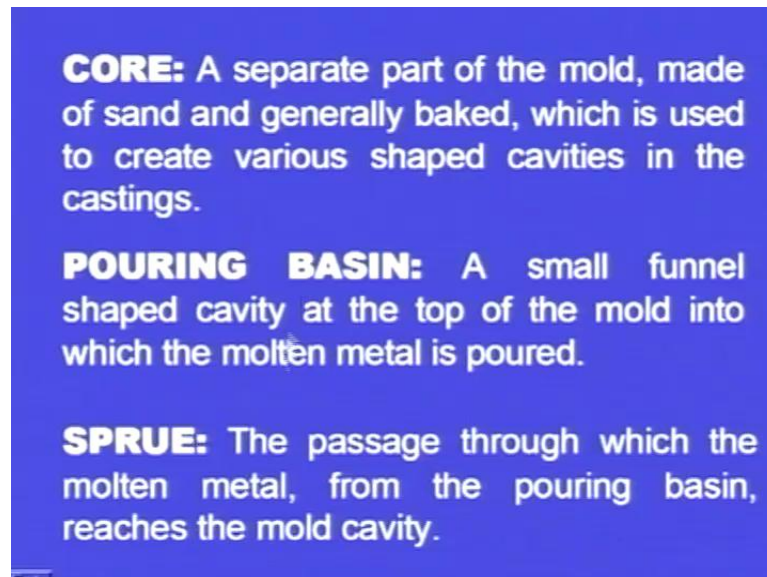 CORE: A separate part of the mold, made
of sand and generally baked, which is used
to create various shaped cavities in the
castings.
POURING BASIN: A small funnel
shaped cavity at the top of the mold into
which the molten metal is poured.
SPRUE: The passage through which the
molten metal, from the pouring basin,
reaches the mold cavity.